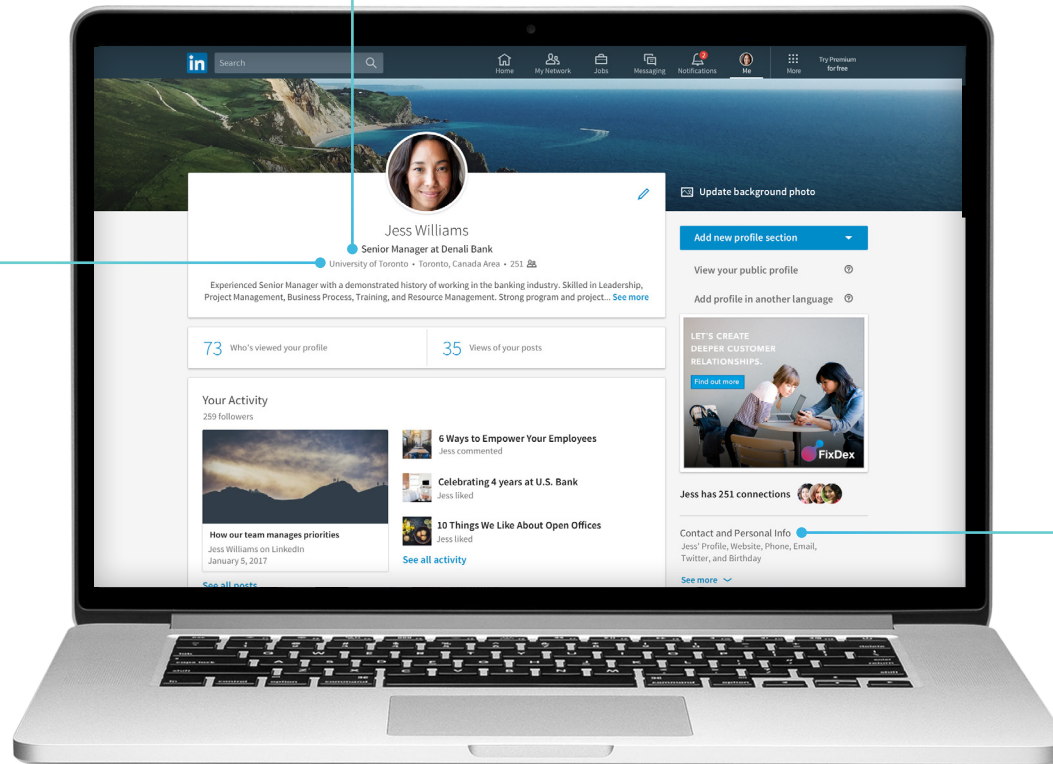 in
Search
Home
My Network
Jobs
Messaging
Notifications
2
Me
More
Try Premium
for free
Update background photo
Jess Williams
Senior Manager at Denali Bank
University of Toronto • Toronto, Canada Area • 251
Experienced Senior Manager with a demonstrated history of working in the banking industry. Skilled in Leadership,
Project Management, Business Process, Training, and Resource Management. Strong program and project... See more
73 Who's viewed your profile
35 Views of your posts
Your Activity
259 followers
How our team manages priorities
Jess Williams on LinkedIn
January 5, 2017
See all posts
6 Ways to Empower Your Employees
Jess commented
Celebrating 4 years at U.S. Bank
Jess liked
10 Things We Like About Open Offices
Jess liked
See all activity
Add new profile section
View your public profile
Add profile in another language
LET'S CREATE
DEEPER CUSTOMER
RELATIONSHIPS.
Find out more
FixDex
Jess has 251 connections
Contact and Personal Info
Jess' Profile, Website, Phone, Email,
Twitter, and Birthday
See more